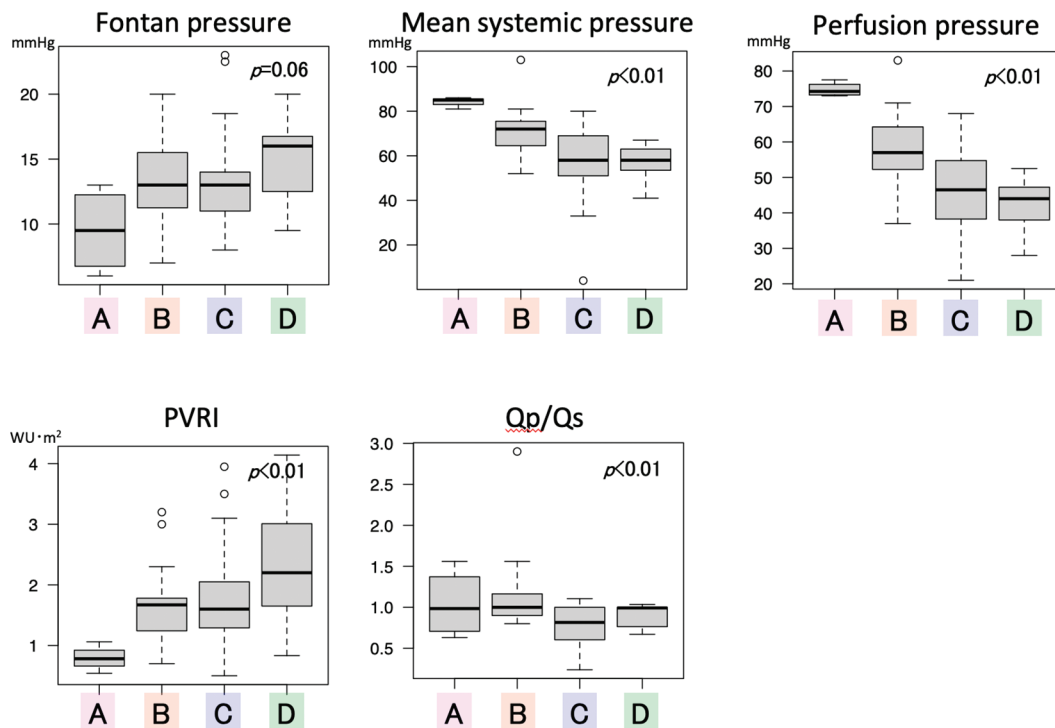 Fontan pressure
mmHg
p=0.06
20
15
10
A B C D
Mean systemic pressure
mmHg
p<0.01
100
80
60
40
20
A B C D
Perfusion pressure
mmHg
p<0.01
80
70
60
50
40
30
20
A B C D
PVRI
WU・m²
p<0.01
4
3
2
1
A B C D
Qp/Qs
p<0.01
3.0
2.5
2.0
1.5
1.0
0.5
A B C D